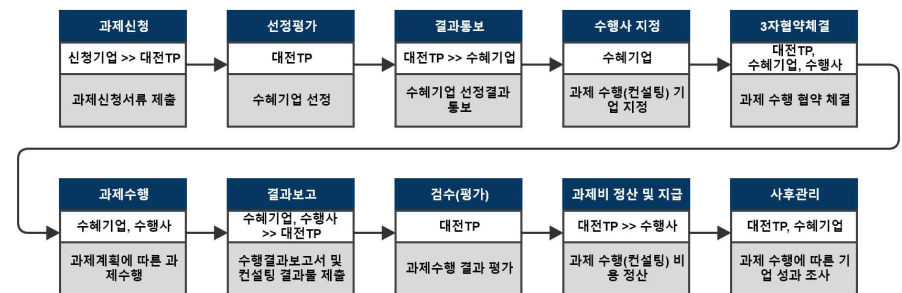 과제신청
신청기업 >> 대전TP
과제신청서류 제출
선정평가
대전TP
수혜기업 선정
결과통보
대전TP >> 수혜기업
수혜기업 선정결과
통보
수행사 지정
수혜기업
과제 수행(컨설팅) 기
업 지정
3자협약체결
대전TP,
수혜기업, 수행사
과제 수행 협약 체결
과제수행
수혜기업, 수행사
과제계획에 따른 과
제수행
결과보고
수혜기업, 수행사
>> 대전TP
수행결과보고서 및
컨설팅 결과물 제출
검수(평가)
대전TP
과제수행 결과 평가
과제비 정산 및 지급
대전TP >> 수행사
과제 수행(컨설팅) 비
용 정산
사후관리
대전TP, 수혜기업
과제 수행에 따른 기
업 성과 조사